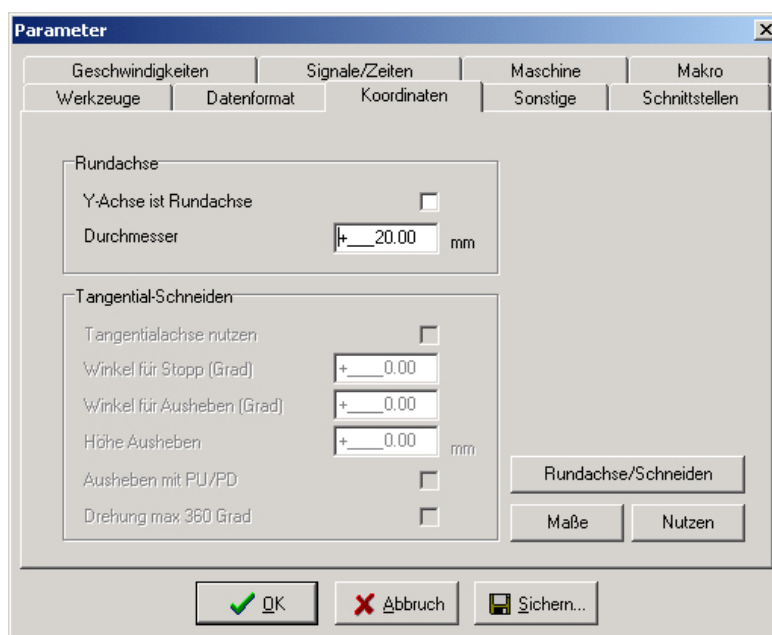 Parameter
Geschwindigkeiten Signale/Zeiten Maschine Makro
Werkzeuge Datenformat Koordinaten Sonstige Schnittstellen
Rundachse
Y-Achse ist Rundachse
Durchmesser +___20.00 mm
Tangential-Schneiden
Tangentialachse nutzen
Winkel für Stopp (Grad) +____0.00
Winkel für Ausheben (Grad) +____0.00
Höhe Ausheben +____0.00 mm
Ausheben mit PU/PD
Drehung max 360 Grad
Rundachse/Schneiden
Maße Nutzen
OK Abbruch Sichern...